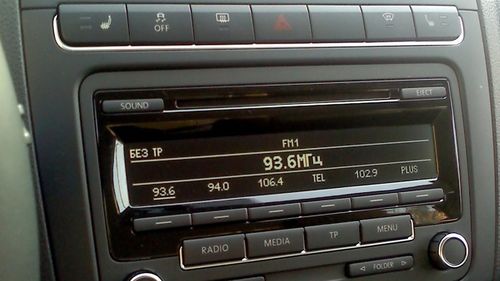 OFF
SOUND
EJECT
БЕЗ TP
FM1
93.6МГц
93.6 94.0 106.4 TEL 102.9 PLUS
RADIO MEDIA TP MENU
FOLDER